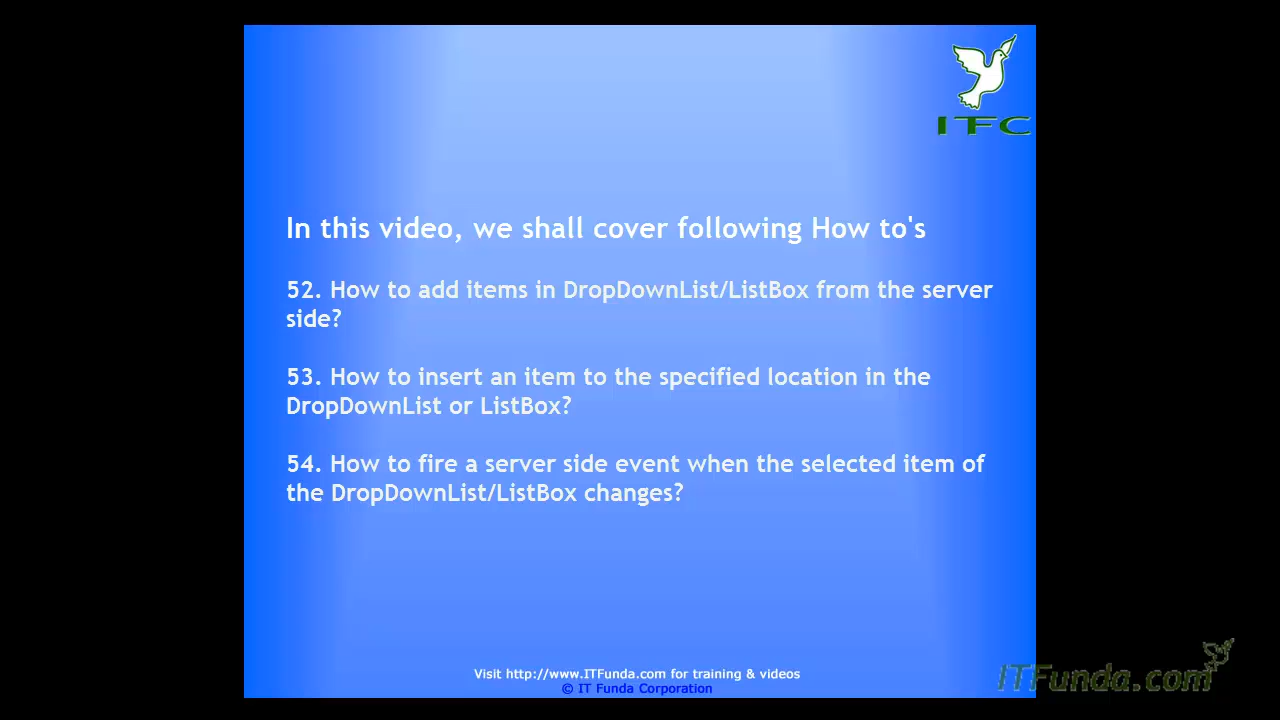 ITFC
In this video, we shall cover following How to's
52. How to add items in DropDownList/ListBox from the server
side?
53. How to insert an item to the specified location in the
DropDownList or ListBox?
54. How to fire a server side event when the selected item of
the DropDownList/ListBox changes?
Visit http://www.ITFunda.com for training & videos
© IT Funda Corporation
ITFunda.com